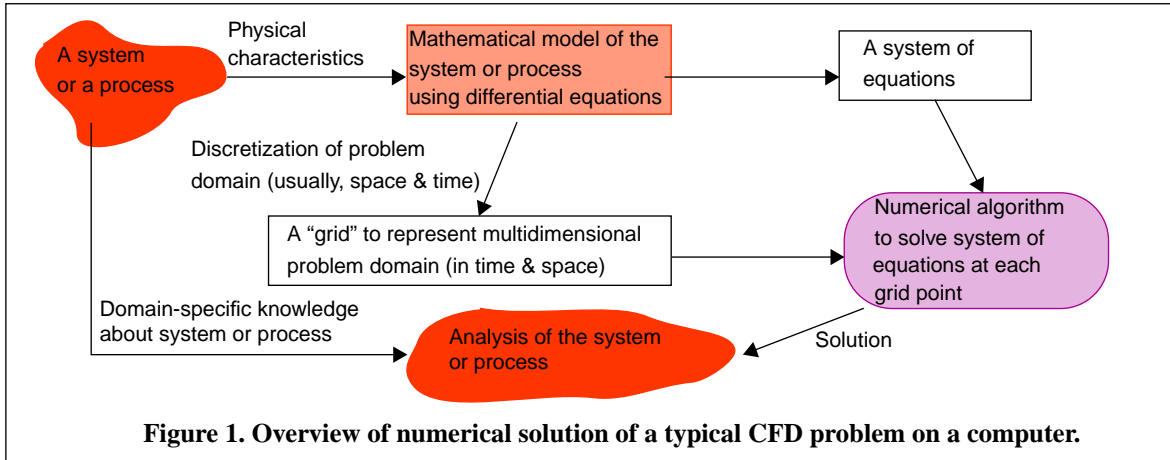 A system
or a process
Physical
characteristics
Mathematical model of the
system or process
using differential equations
A system of
equations
Discretization of problem
domain (usually, space & time)
A “grid” to represent multidimensional
problem domain (in time & space)
Numerical algorithm
to solve system of
equations at each
grid point
Domain-specific knowledge
about system or process
Analysis of the system
or process
Solution
Figure 1. Overview of numerical solution of a typical CFD problem on a computer.